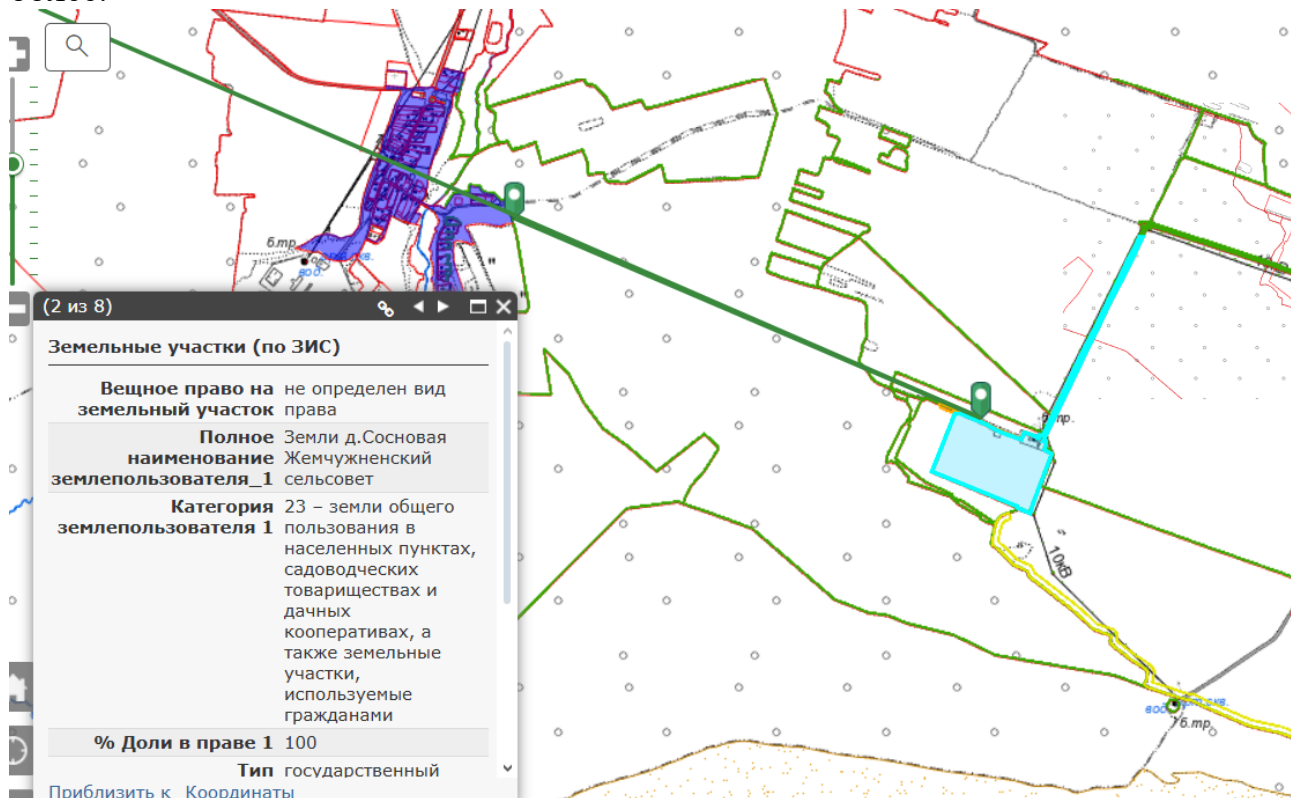 б.тр.
вод.
(2 из 8)
Земельные участки (по ЗИС)
Вещное право на не определен вид
земельный участок права
Полное Земли д.Сосновая
наименование Жемчужненский
землепользователя_1 сельсовет
Категория 23 – земли общего
землепользователя 1 пользования в
населенных пунктах,
садоводческих
товариществах и
дачных
кооперативах, а
также земельные
участки,
используемые
гражданами
% Доли в праве 1 100
Тип государственный
Приблизить к Координаты
10кВ
б.тр.